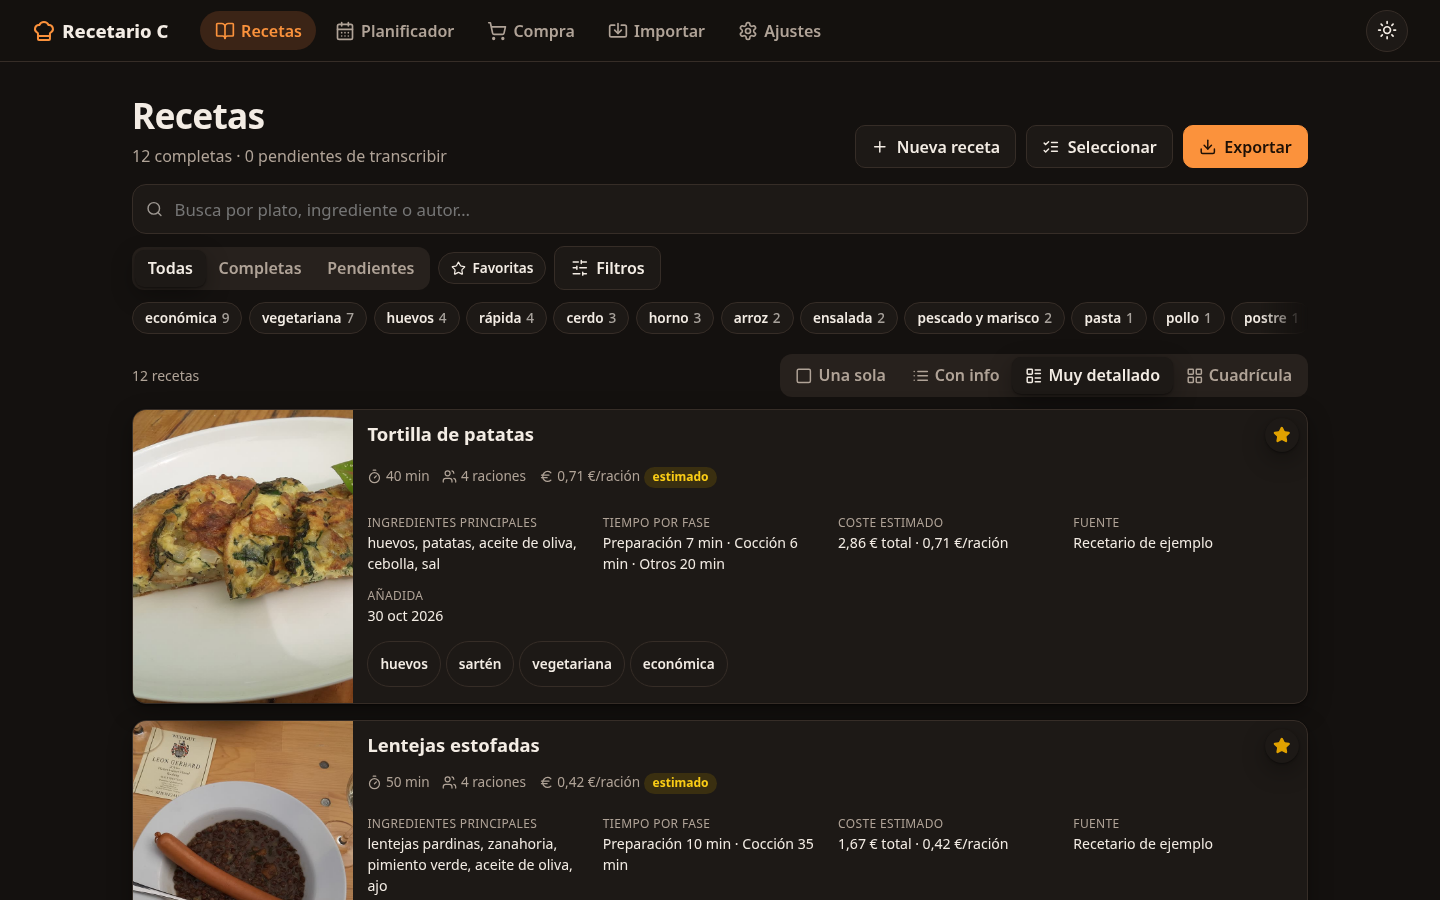 Recetario C
Recetas
Planificador
Compra
Importar
Ajustes
Recetas
12 completas · 0 pendientes de transcribir
Nueva receta
Seleccionar
Exportar
Busca por plato, ingrediente o autor...
Todas
Completas
Pendientes
Favoritas
Filtros
económica 9
vegetariana 7
huevos 4
rápida 4
cerdo 3
horno 3
arroz 2
ensalada 2
pescado y marisco 2
pasta 1
pollo 1
postre 1
12 recetas
Una sola
Con info
Muy detallado
Cuadrícula
Tortilla de patatas
40 min
4 raciones
0,71 €/ración
estimado
INGREDIENTES PRINCIPALES
huevos, patatas, aceite de oliva,
cebolla, sal
TIEMPO POR FASE
Preparación 7 min · Cocción 6
min · Otros 20 min
COSTE ESTIMADO
2,86 € total · 0,71 €/ración
FUENTE
Recetario de ejemplo
AÑADIDA
30 oct 2026
huevos
sartén
vegetariana
económica
LEON GERHARD
Lentejas estofadas
50 min
4 raciones
0,42 €/ración
estimado
INGREDIENTES PRINCIPALES
lentejas pardinas, zanahoria,
pimiento verde, aceite de oliva,
ajo
TIEMPO POR FASE
Preparación 10 min · Cocción 35
min
COSTE ESTIMADO
1,67 € total · 0,42 €/ración
FUENTE
Recetario de ejemplo